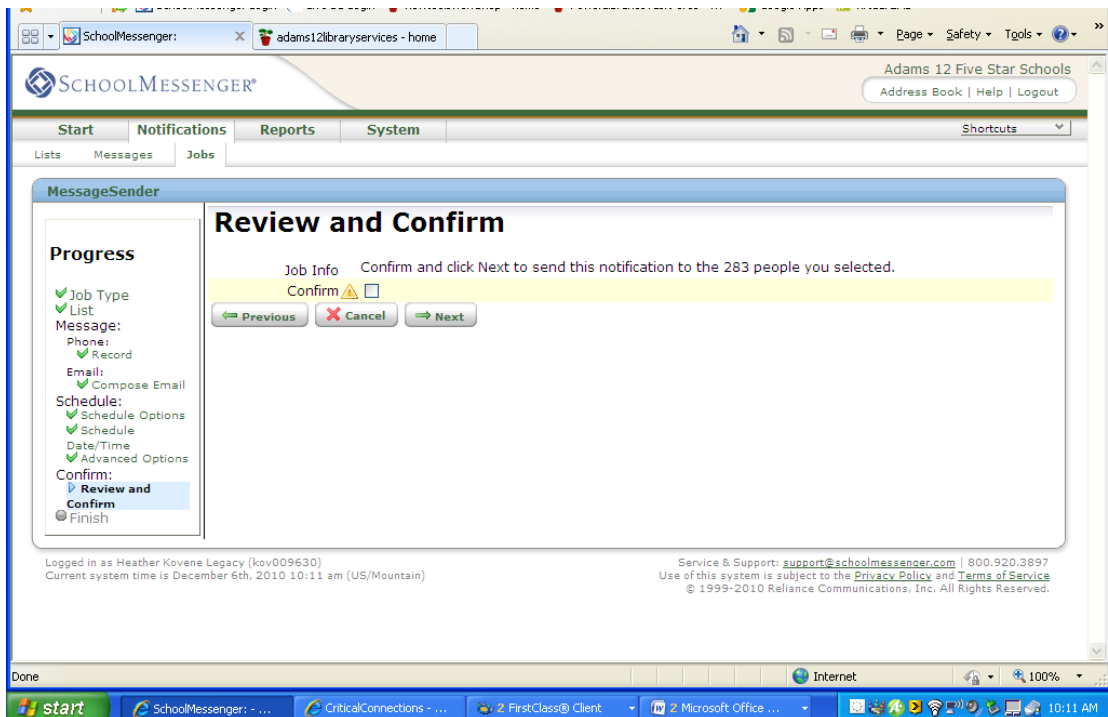 SchoolMessenger:
adams12libraryservices - home
Page
Safety
Tools
»
SCHOOLMESSENGER®
Adams 12 Five Star Schools
Address Book | Help | Logout
Start Notifications Reports System
Shortcuts
Lists Messages Jobs
MessageSender
Review and Confirm
Progress
Job Info Confirm and click Next to send this notification to the 283 people you selected.
Confirm
Previous Cancel Next
Job Type
List
Message:
Phone:
Record
Email:
Compose Email
Schedule:
Schedule Options
Schedule
Date/Time
Advanced Options
Confirm:
Review and
Confirm
Finish
Logged in as Heather Kovene Legacy (kov009630)
Current system time is December 6th, 2010 10:11 am (US/Mountain)
Service & Support: support@schoolmessenger.com | 800.920.3897
Use of this system is subject to the Privacy Policy and Terms of Service
© 1999-2010 Reliance Communications, Inc. All Rights Reserved.
Done
Internet
100%
start
SchoolMessenger: - ...
CriticalConnections - ...
2 FirstClass® Client
2 Microsoft Office ...
10:11 AM